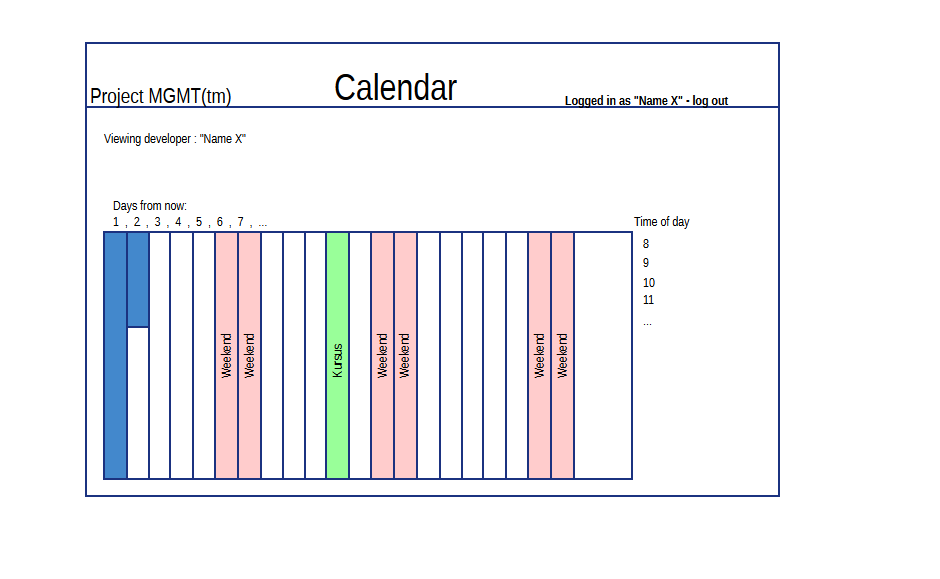 Project MGMT(tm)
Calendar
Logged in as "Name X" - log out
Viewing developer : "Name X"
Days from now:
1 , 2 , 3 , 4 , 5 , 6 , 7 , ...
Time of day
8
9
10
11
...
Weekend
Weekend
Kursus
Weekend
Weekend
Weekend
Weekend